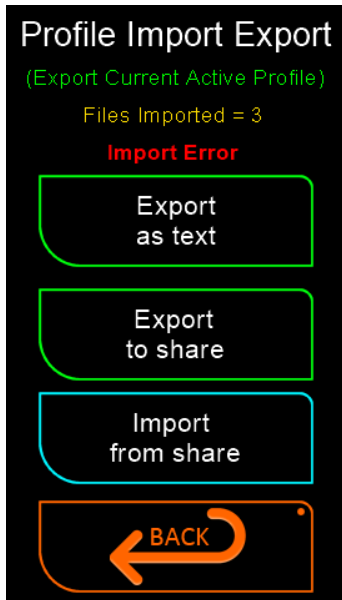 Profile Import Export
(Export Current Active Profile)
Files Imported = 3
Import Error
Export
as text
Export
to share
Import
from share
BACK